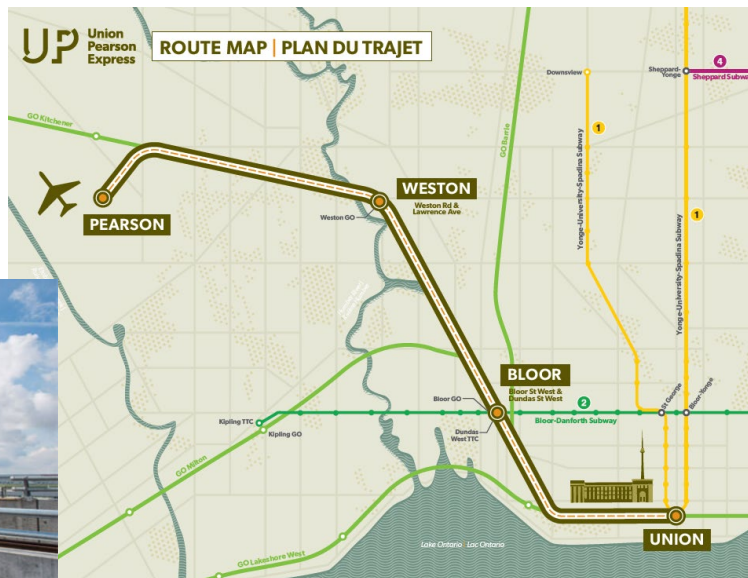 UP
Union
Pearson
Express
ROUTE MAP | PLAN DU TRAJET
GO Kitchener
PEARSON
WESTON
Weston Rd &
Lawrence Ave
Weston GO
GO Barrie
Downsview
1
Yonge-University-Spadina Subway
Sheppard-
Yonge
4
Sheppard Subway
1
Yonge-University-Spadina Subway
BLOOR
Bloor St West &
Dundas St West
Bloor GO
Dundas
West TTC
2
Bloor-Danforth Subway
St George
Bloor-Yonge
Kipling TTC
Kipling GO
GO Milton
GO Lakeshore West
Lake Ontario
Lac Ontario
UNION